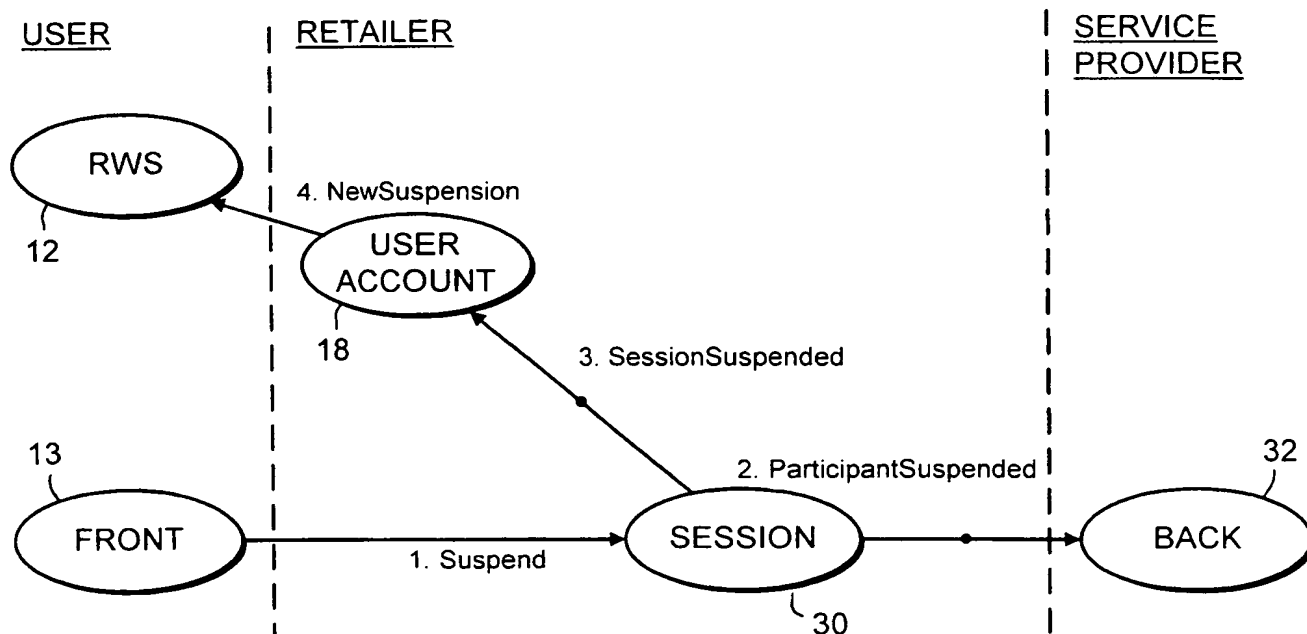 USER
RETAILER
SERVICE
PROVIDER
RWS
12
4. NewSuspension
USER
ACCOUNT
18
3. SessionSuspended
13
FRONT
1. Suspend
2. ParticipantSuspended
SESSION
30
32
BACK